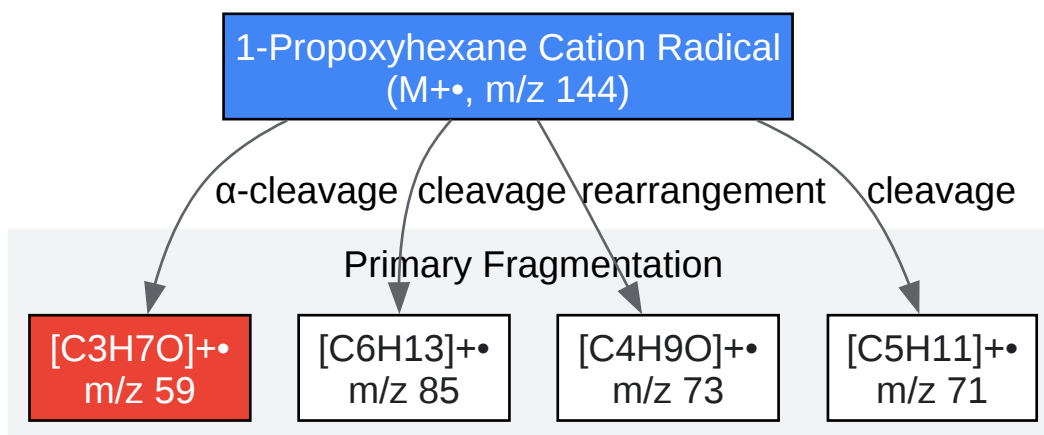 1-Propoxyhexane Cation Radical
(M+•, m/z 144)
α-cleavage
cleavage
rearrangement
cleavage
Primary Fragmentation
[C3H7O]+•
m/z 59
[C6H13]+•
m/z 85
[C4H9O]+•
m/z 73
[C5H11]+•
m/z 71